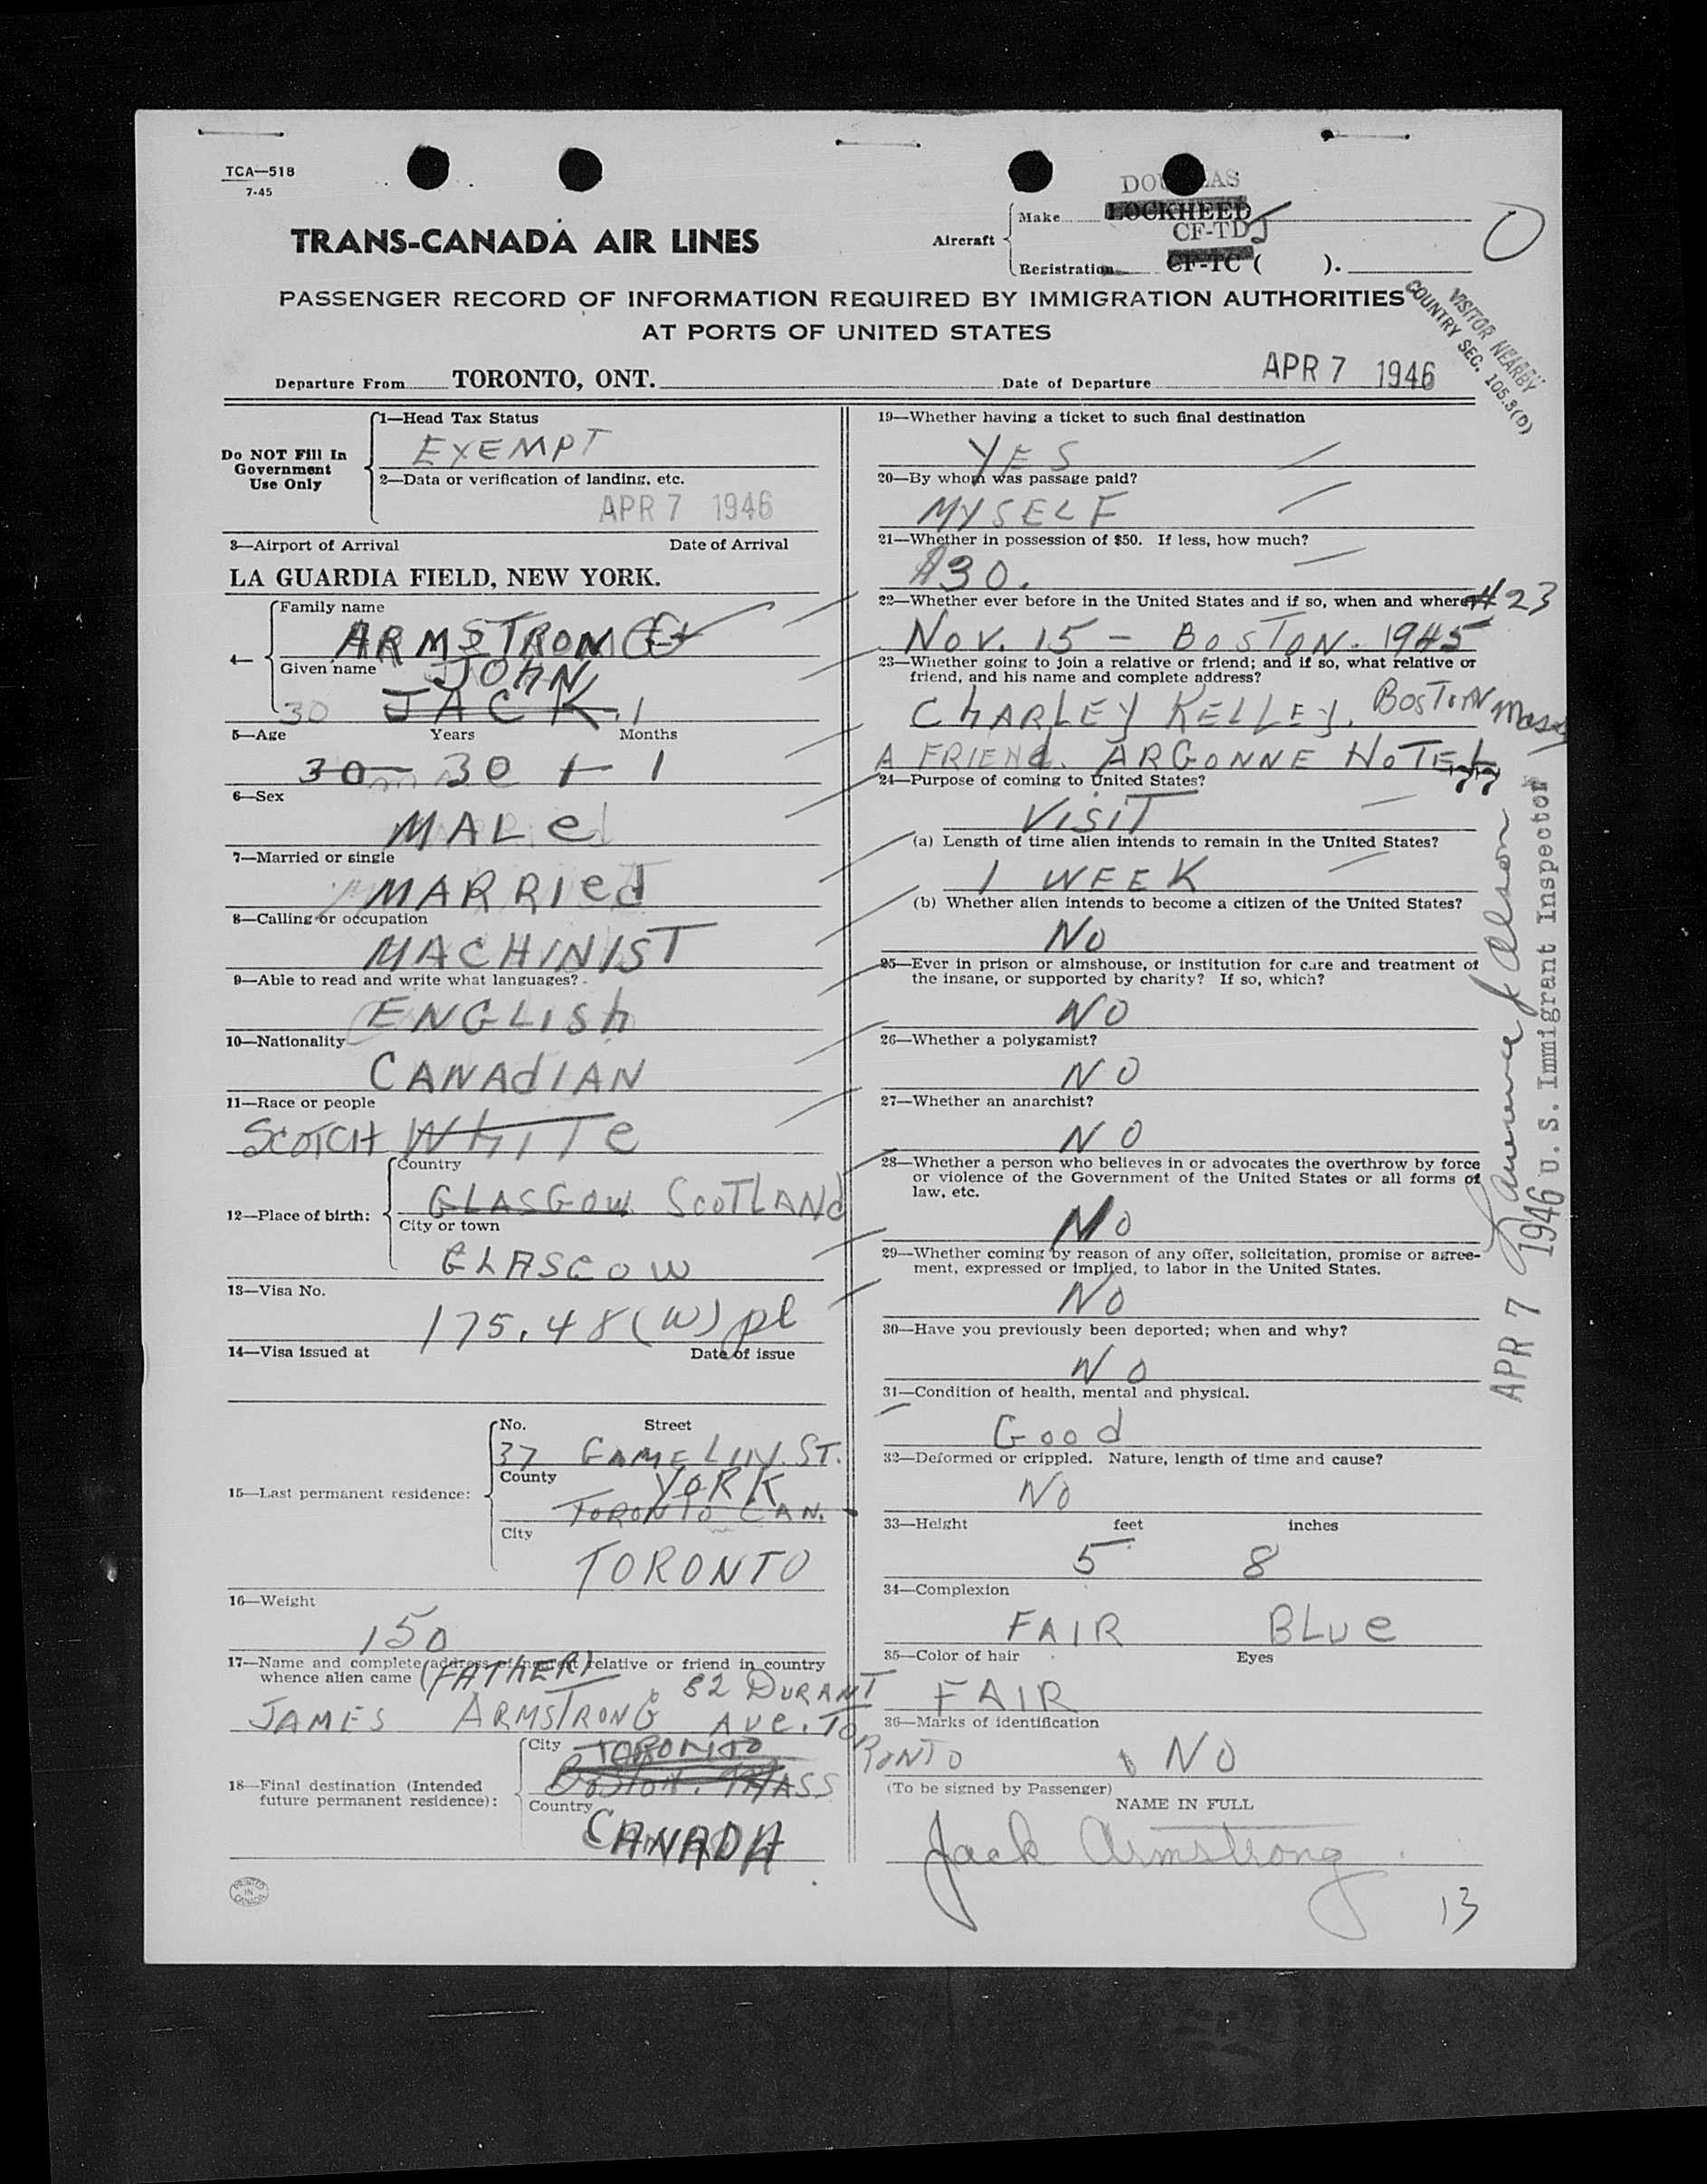 TCA—518
7-45
TRANS-CANADA AIR LINES
Aircraft
Make
LOCKHEED
CF-TDJ
Registration CF-TC ( ).
O
PASSENGER RECORD OF INFORMATION REQUIRED BY IMMIGRATION AUTHORITIES
AT PORTS OF UNITED STATES
VISITOR NEARBY
COUNTRY SEC. 105.3(D)
Departure From TORONTO, ONT. Date of Departure APR 7 1946
Do NOT Fill In
Government
Use Only
1—Head Tax Status
EXEMPT
2—Data or verification of landing, etc.
APR 7 1946
3—Airport of Arrival Date of Arrival
LA GUARDIA FIELD, NEW YORK.
4—
Family name
ARMSTRONG
Given name JOHN
30 JACK. 1
5—Age Years Months
30 30 + 1
6—Sex
MALe
7—Married or single
MARRIed
8—Calling or occupation
MACHINIST
9—Able to read and write what languages?
ENGLISh
10—Nationality
CANAdIAN
11—Race or people
SCOTCH WhITe
12—Place of birth:
Country
GLASGOW SCOTLANd
City or town
GLASGOW
13—Visa No.
175.48(W) pl
14—Visa issued at Date of issue
15—Last permanent residence:
No. Street
37 GAMELIN. ST.
County YORK
TORONTO CAN.
City
TORONTO
16—Weight
150
17—Name and complete address of nearest relative or friend in country
whence alien came (FATHER)
JAMES ARMSTRONG 82 DURANT
AVe. TORONTO
18—Final destination (Intended
future permanent residence):
City TORONTO
Boston. MASS
Country
CANADA
PRINTED IN CANADA
19—Whether having a ticket to such final destination
YES
20—By whom was passage paid?
MYSELF
21—Whether in possession of $50. If less, how much?
$30.
22—Whether ever before in the United States and if so, when and where? #23
NOV. 15 — BOSTON. 1945
23—Whether going to join a relative or friend; and if so, what relative or
friend, and his name and complete address?
ChARLEY KELLEY. BOSTON Mass
A FRIENd. ARGONNE HOTEL
24—Purpose of coming to United States?
VISIT
(a) Length of time alien intends to remain in the United States?
1 WEEK
(b) Whether alien intends to become a citizen of the United States?
NO
25—Ever in prison or almshouse, or institution for care and treatment of
the insane, or supported by charity? If so, which?
NO
26—Whether a polygamist?
NO
27—Whether an anarchist?
NO
28—Whether a person who believes in or advocates the overthrow by force
or violence of the Government of the United States or all forms of
law, etc.
NO
29—Whether coming by reason of any offer, solicitation, promise or agree-
ment, expressed or implied, to labor in the United States.
NO
30—Have you previously been deported; when and why?
NO
31—Condition of health, mental and physical.
Good
32—Deformed or crippled. Nature, length of time and cause?
NO
33—Height feet inches
5 8
34—Complexion
FAIR BLUe
35—Color of hair Eyes
FAIR
36—Marks of identification
NO
(To be signed by Passenger)
NAME IN FULL
Jack Armstrong
13
APR 7 1946 U. S. Immigrant Inspector